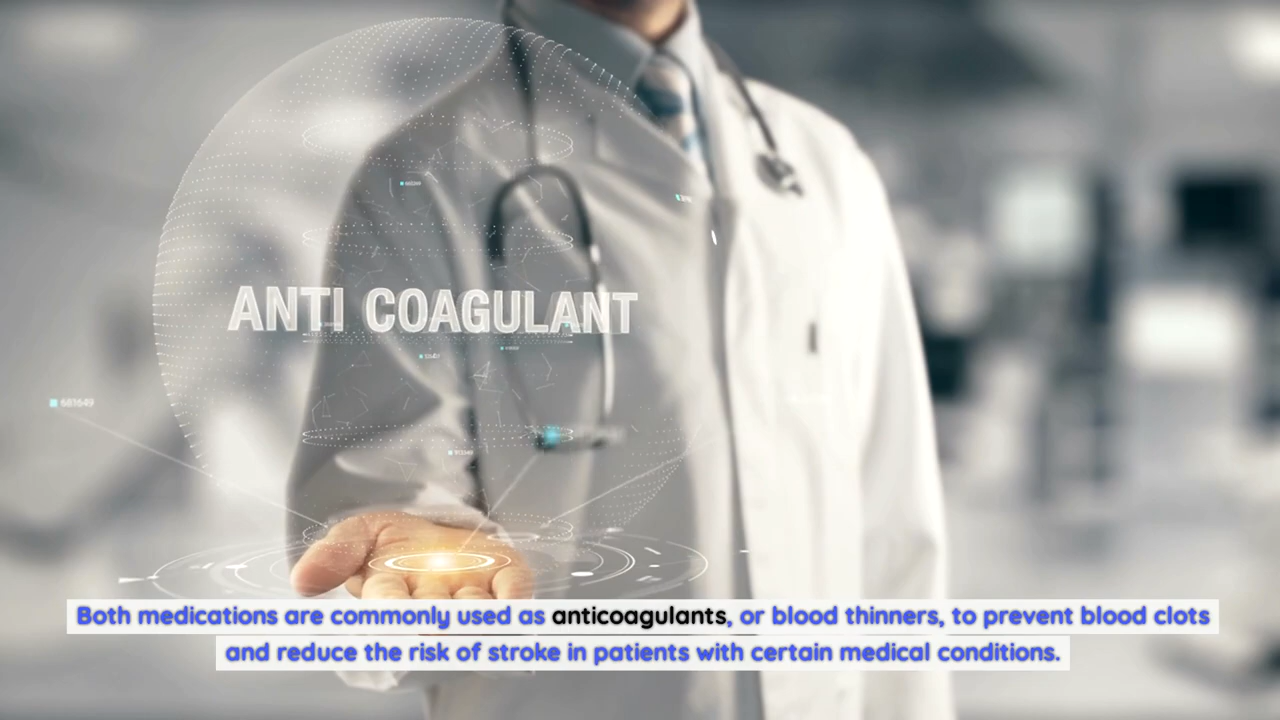 ANTI COAGULANT
681649
Both medications are commonly used as anticoagulants, or blood thinners, to prevent blood clots
and reduce the risk of stroke in patients with certain medical conditions.